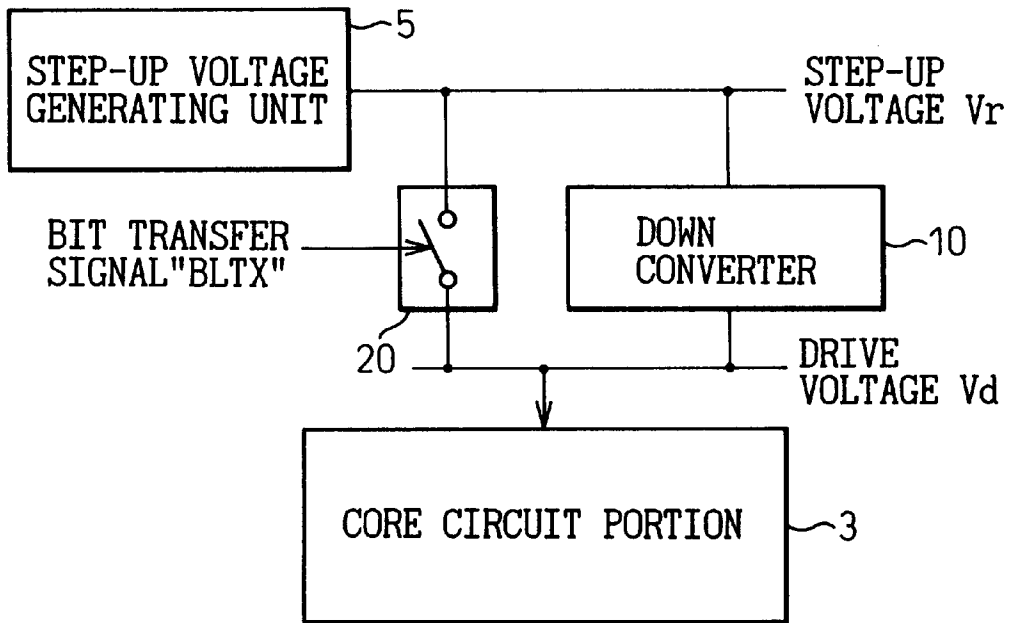 5
STEP-UP VOLTAGE
GENERATING UNIT
STEP-UP
VOLTAGE Vr
BIT TRANSFER
SIGNAL"BLTX"
DOWN
CONVERTER
10
20
DRIVE
VOLTAGE Vd
CORE CIRCUIT PORTION
3